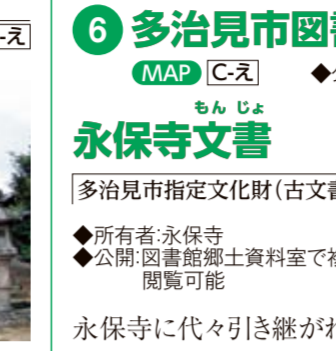 -え
6 多治見市図書
MAP C-え
もんじょ
永保寺文書
多治見市指定文化財(古文書
◆所有者:永保寺
◆公開:図書館郷土資料室で複
閲覧可能
永保寺に代々引き継がれ